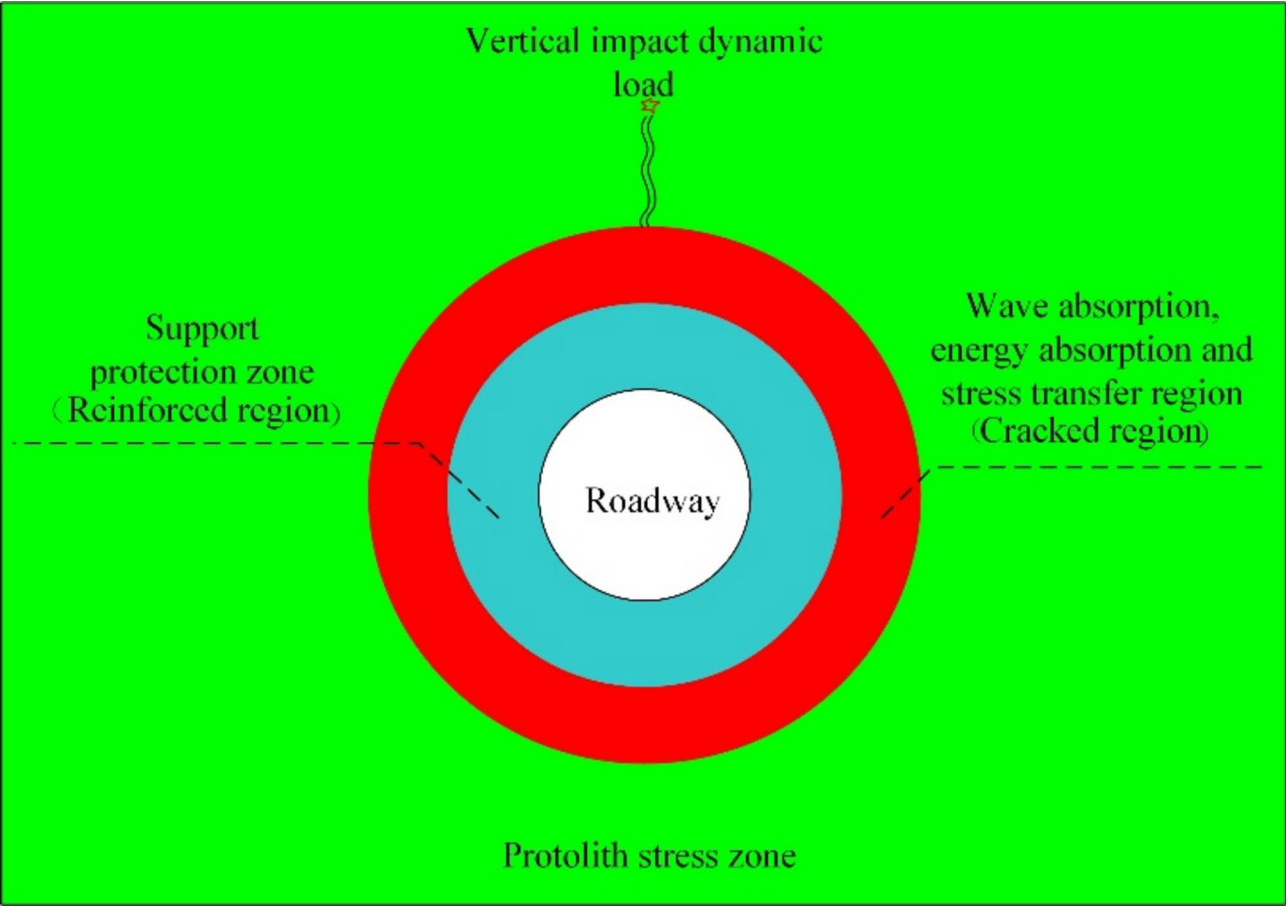 Vertical impact dynamic
load
Support
protection zone
(Reinforced region)
Wave absorption,
energy absorption and
stress transfer region
(Cracked region)
Roadway
Protolith stress zone